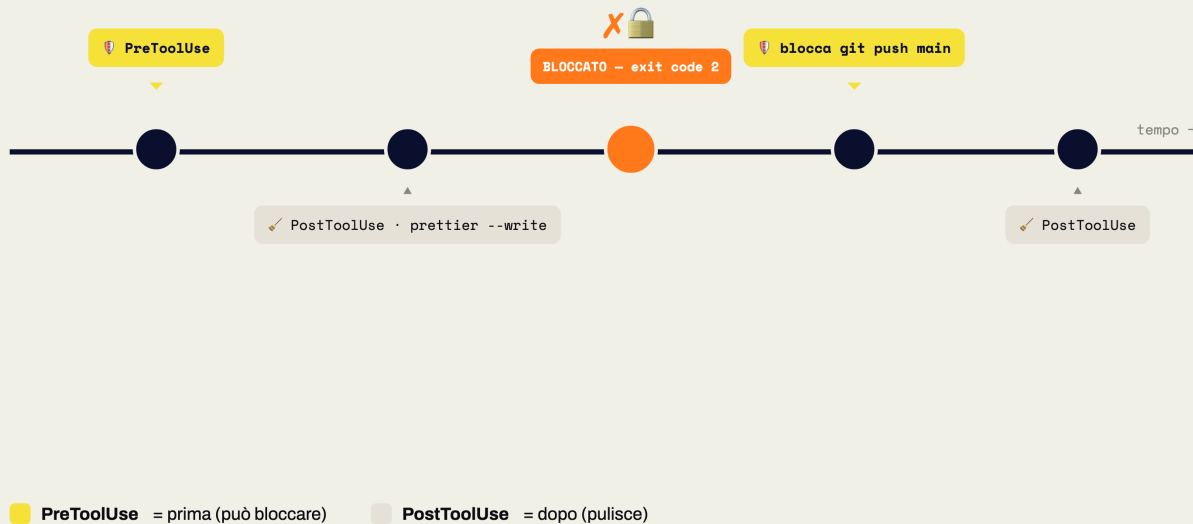 PreToolUse
BLOCCATO — exit code 2
blocca git push main
tempo
PostToolUse · prettier --write
PostToolUse
PreToolUse = prima (può bloccare)
PostToolUse = dopo (pulisce)